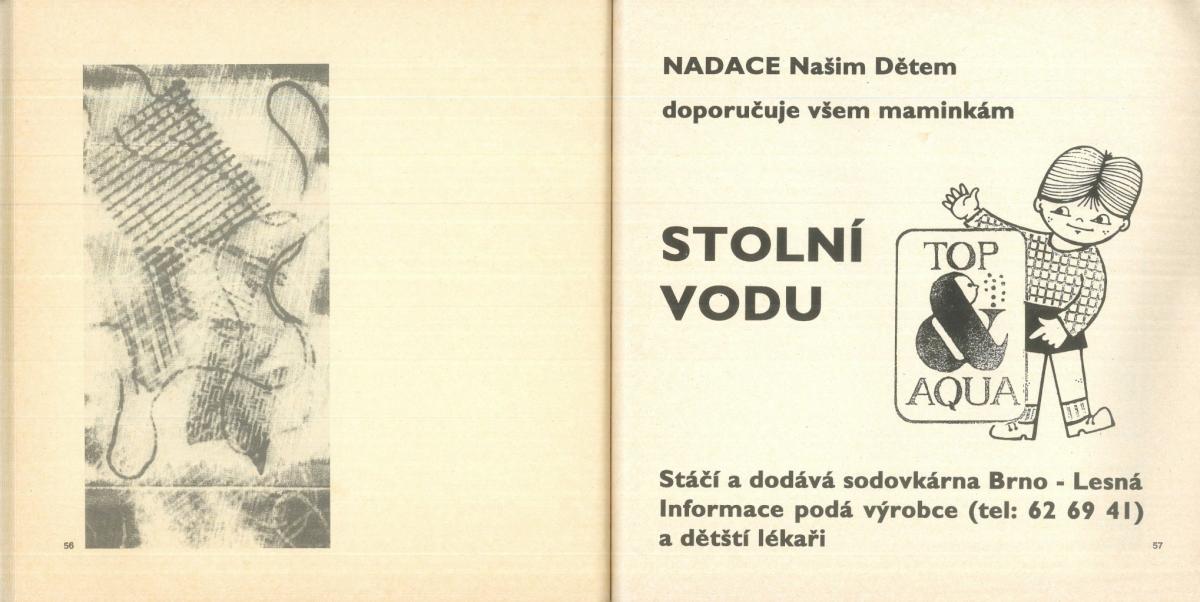 56
NADACE Našim Dětem
doporučuje všem maminkám
STOLNÍ
VODU
TOP
&
AQUA
Stáčí a dodává sodovkárna Brno - Lesná
Informace podá výrobce (tel: 62 69 41)
a dětští lékaři
57